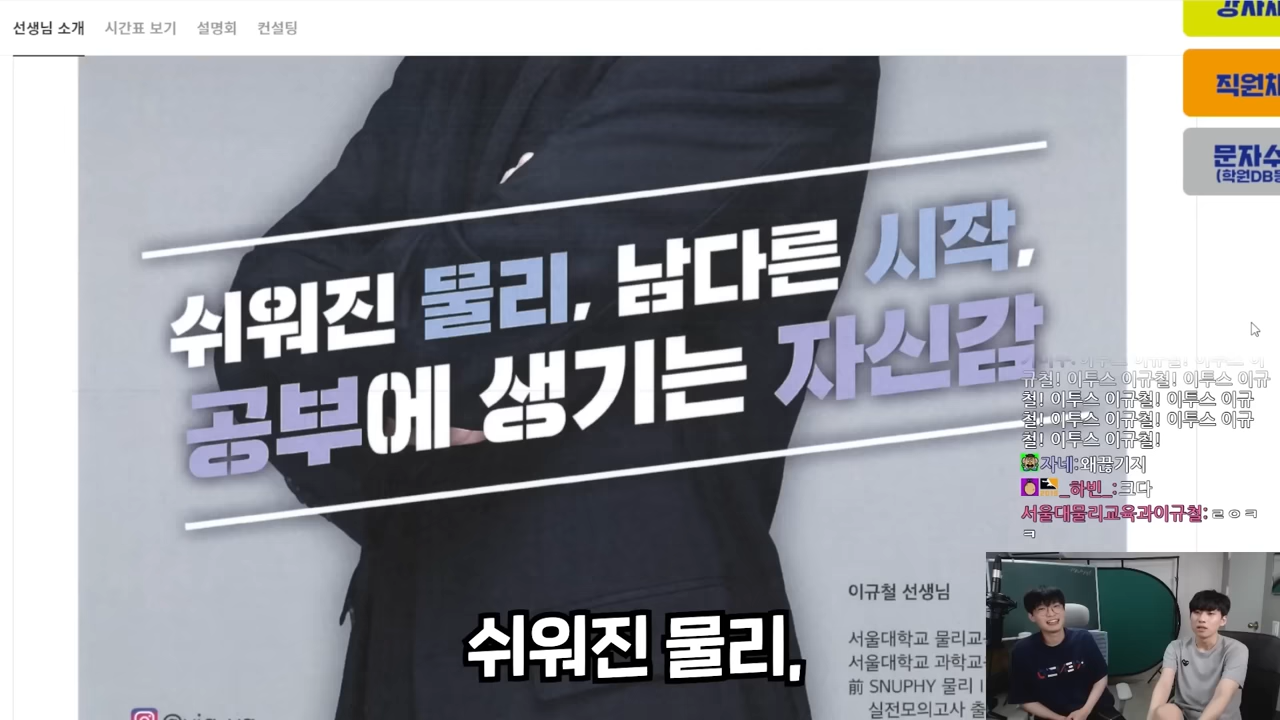 선생님 소개 시간표 보기 설명회 컨설팅
직원채
문자수
(학원DB등
쉬워진 물리, 남다른 시작,
공부에 생기는 자신감
규철! 이투스 이규철! 이투스 이규
철! 이투스 이규철! 이투스 이규
철! 이투스 이규철! 이투스 이규
철! 이투스 이규철!
자네:왜끊기지
_하빈_:크다
서울대물리교육과이규철:ㄹㅇㅋ
ㅋ
이규철 선생님
서울대학교 물리교
서울대학교 과학교
前 SNUPHY 물리 I
실전모의고사 출
쉬워진 물리,